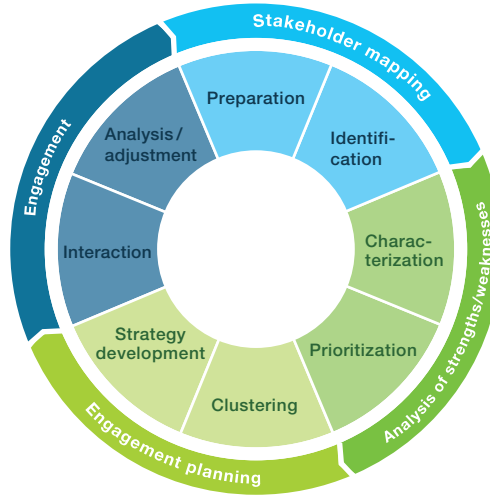 Stakeholder mapping
Preparation
Identifi-
cation
Analysis of strengths/weaknesses
Charac-
terization
Prioritization
Engagement planning
Clustering
Strategy
development
Engagement
Interaction
Analysis/
adjustment